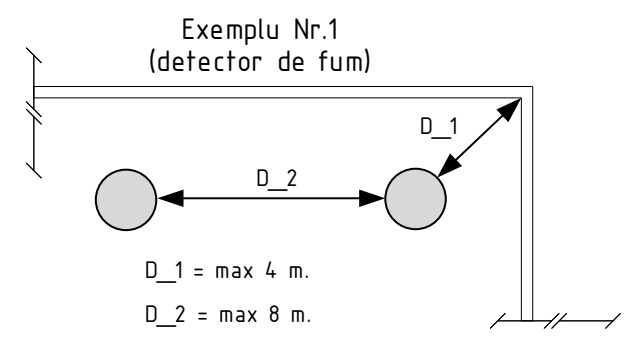 Exemplu Nr.1
(detector de fum)
D_1
D_2
D_1 = max 4 m.
D_2 = max 8 m.